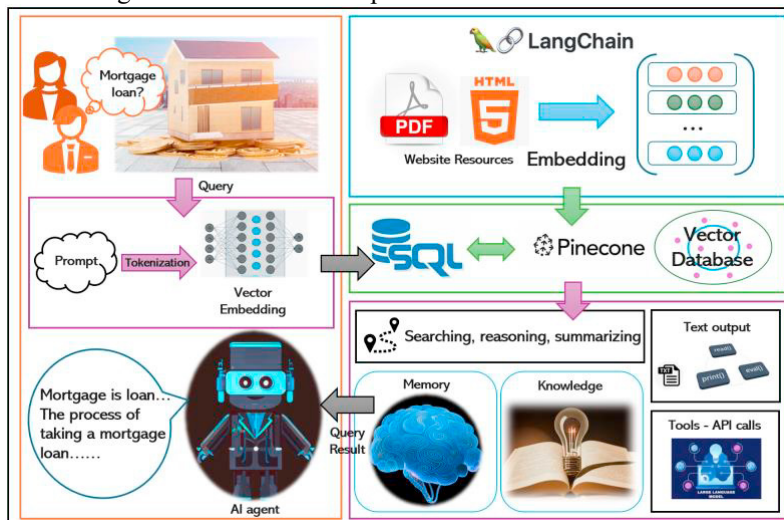 Mortgage
loan?
Query
Prompt
Tokenization
Vector
Embedding
Mortgage is loan...
The process of
taking a mortgage
loan......
AI agent
Query
Result
LangChain
PDF
HTML
5
Website Resources
Embedding
...
SQL
Pinecone
Vector
Database
Searching, reasoning, summarizing
Memory
Knowledge
Text output
read()
TXT
print()
eval()
Tools - API calls
LARGE LANGUAGE
MODEL